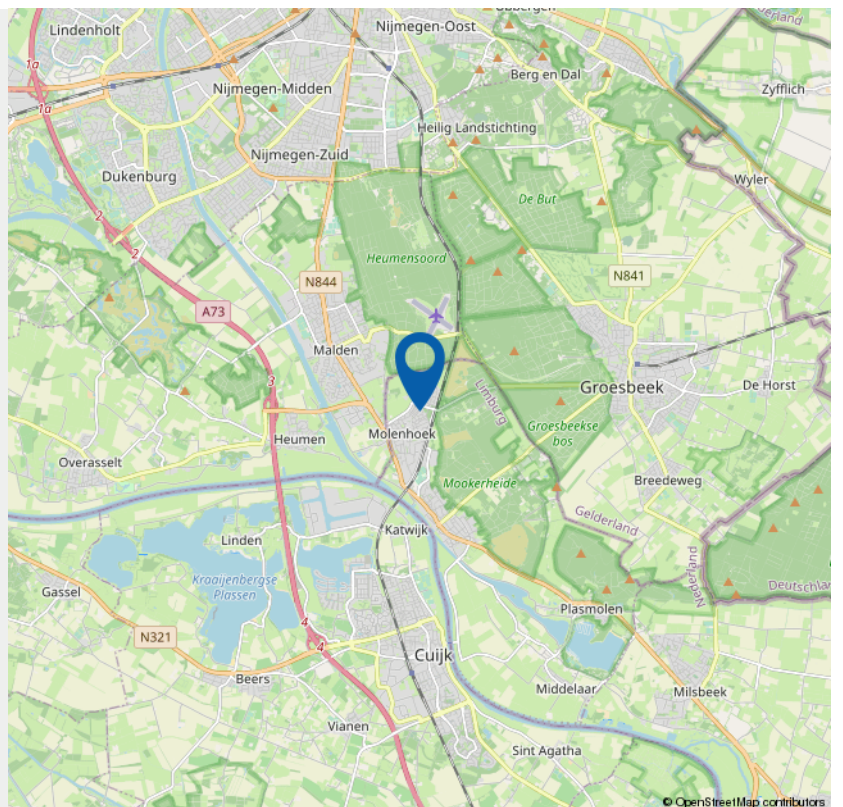 Lindenholt
Nijmegen-Oost
Ubbergen
1a
1a
Nijmegen-Midden
Berg en Dal
Zyfflich
Heilig Landstichting
Nijmegen-Zuid
Dukenburg
De But
Wyler
2
2
Heumensoord
N844
N841
A73
Malden
3
Limburg
Groesbeek
De Horst
Molenhoek
Heumen
Groesbeekse
bos
Overasselt
Mookerheide
Breedeweg
Gelderland
Katwijk
Linden
Nederland
Kraaijenbergse
Plassen
Gassel
Deutschland
Plasmolen
4
4
N321
Cuijk
Beers
Middelaar
Milsbeek
Vianen
Sint Agatha
© OpenStreetMap contributors